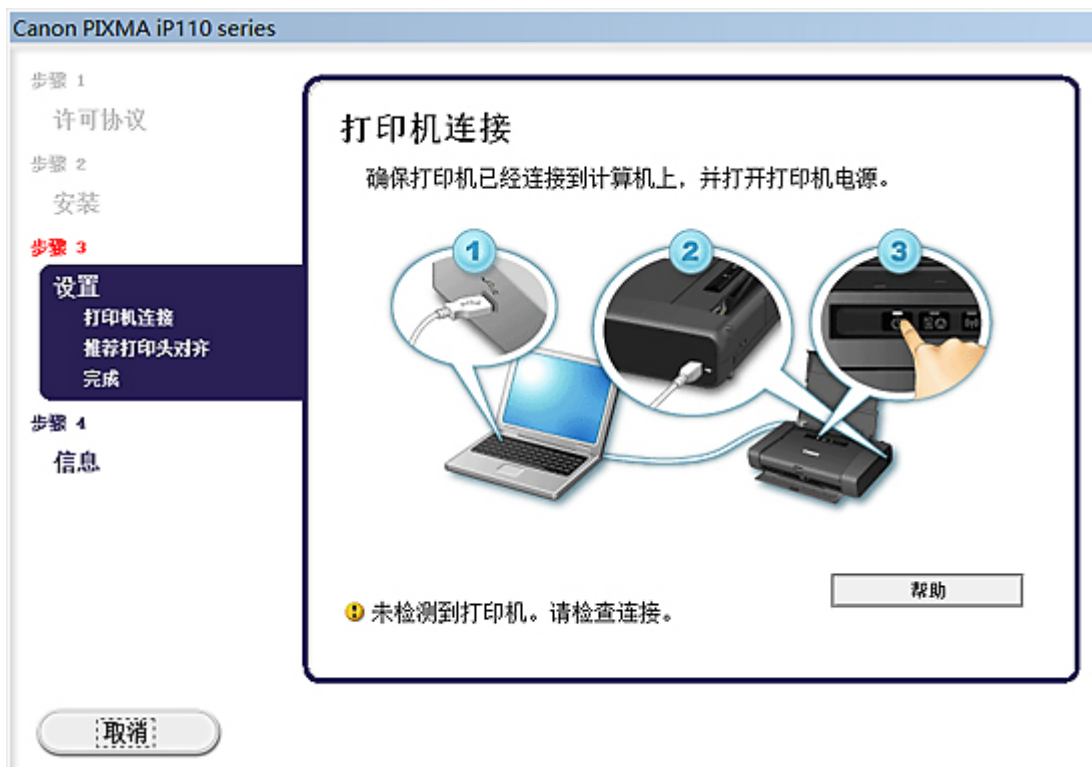 Canon PIXMA iP110 series
步骤 1
许可协议
步骤 2
安装
步骤 3
设置
打印机连接
推荐打印头对齐
完成
步骤 4
信息
打印机连接
确保打印机已经连接到计算机上，并打开打印机电源。
1
2
3
未检测到打印机。请检查连接。
帮助
取消